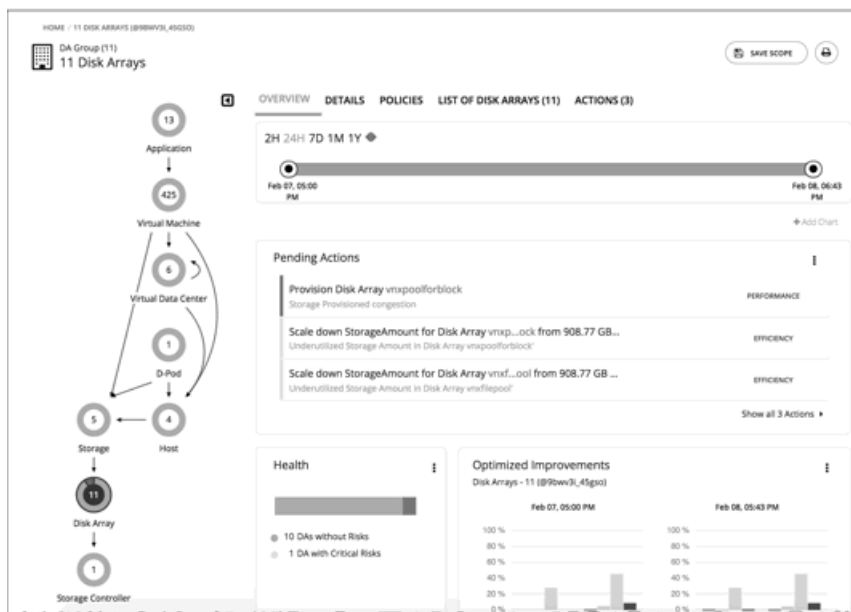 HOME / 11 DISK ARRAYS (@9BWV3I_45GSO)
DA Group (11)
11 Disk Arrays
SAVE SCOPE
OVERVIEW DETAILS POLICIES LIST OF DISK ARRAYS (11) ACTIONS (3)
2H 24H 7D 1M 1Y
Feb 07, 05:00
PM
Feb 08, 06:43
PM
Add Chart
13
Application
425
Virtual Machine
6
Virtual Data Center
1
D-Pod
5
Storage
4
Host
11
Disk Array
1
Storage Controller
Pending Actions
Provision Disk Array vnxpoolforblock
Storage Provisioned congestion
PERFORMANCE
Scale down StorageAmount for Disk Array vnxp...ock from 908.77 GB...
Underutilized Storage Amount in Disk Array vnxpoolforblock'
EFFICIENCY
Scale down StorageAmount for Disk Array vnxf...ool from 908.77 GB ...
Underutilized Storage Amount in Disk Array vnxfilepool'
EFFICIENCY
Show all 3 Actions
Health
10 DAs without Risks
1 DA with Critical Risks
Optimized Improvements
Disk Arrays - 11 (@9bwv3i_45gso)
Feb 07, 05:00 PM
100 %
80 %
60 %
40 %
20 %
0 %
Feb 08, 05:43 PM
100 %
80 %
60 %
40 %
20 %
0 %